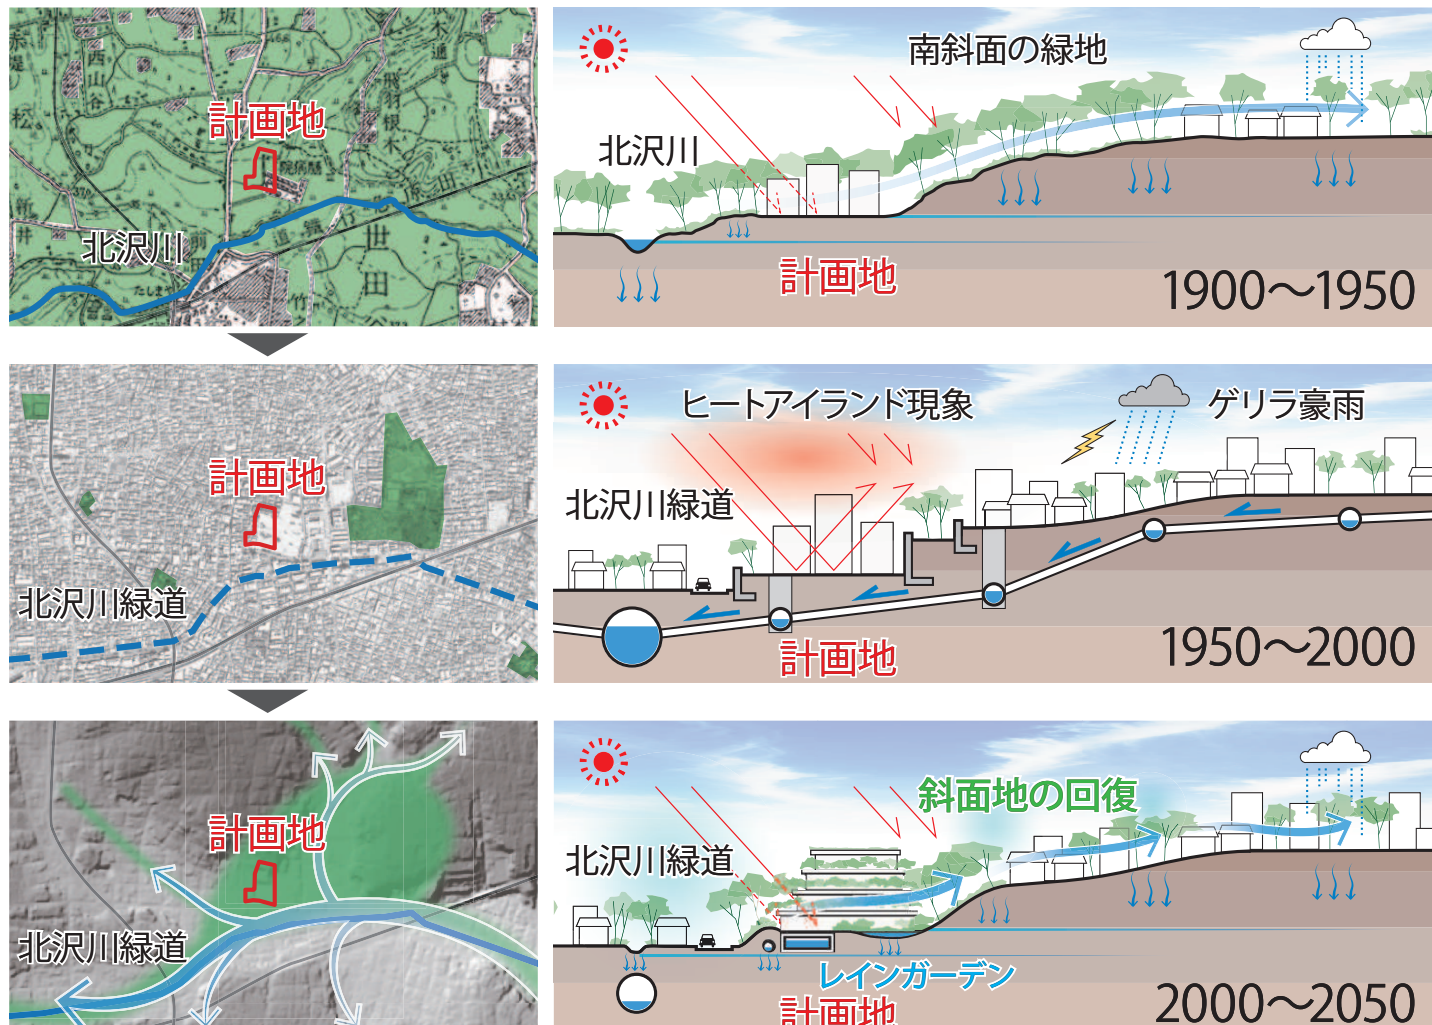 計画地
北沢川
南斜面の緑地
北沢川
計画地
1900～1950
計画地
北沢川緑道
ヒートアイランド現象
ゲリラ豪雨
北沢川緑道
計画地
1950～2000
計画地
北沢川緑道
斜面地の回復
北沢川緑道
レインガーデン
計画地
2000～2050